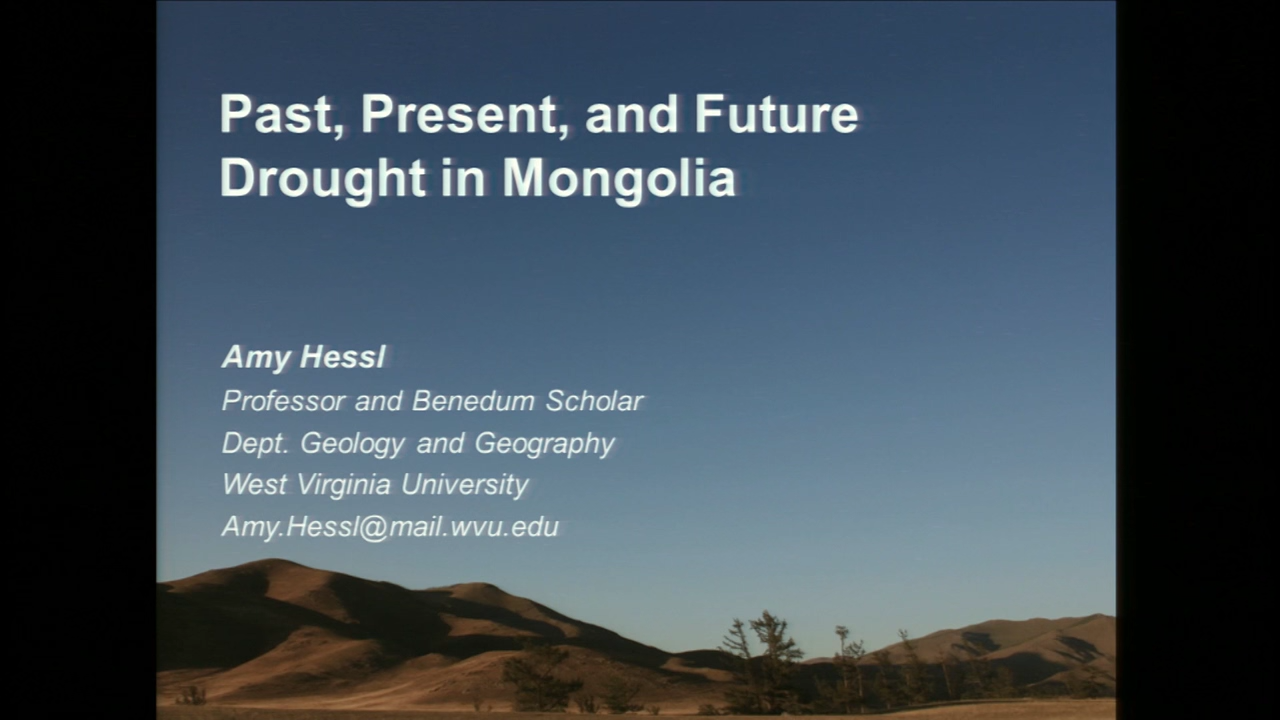 Past, Present, and Future
Drought in Mongolia
Amy Hessl
Professor and Benedum Scholar
Dept. Geology and Geography
West Virginia University
Amy.Hessl@mail.wvu.edu